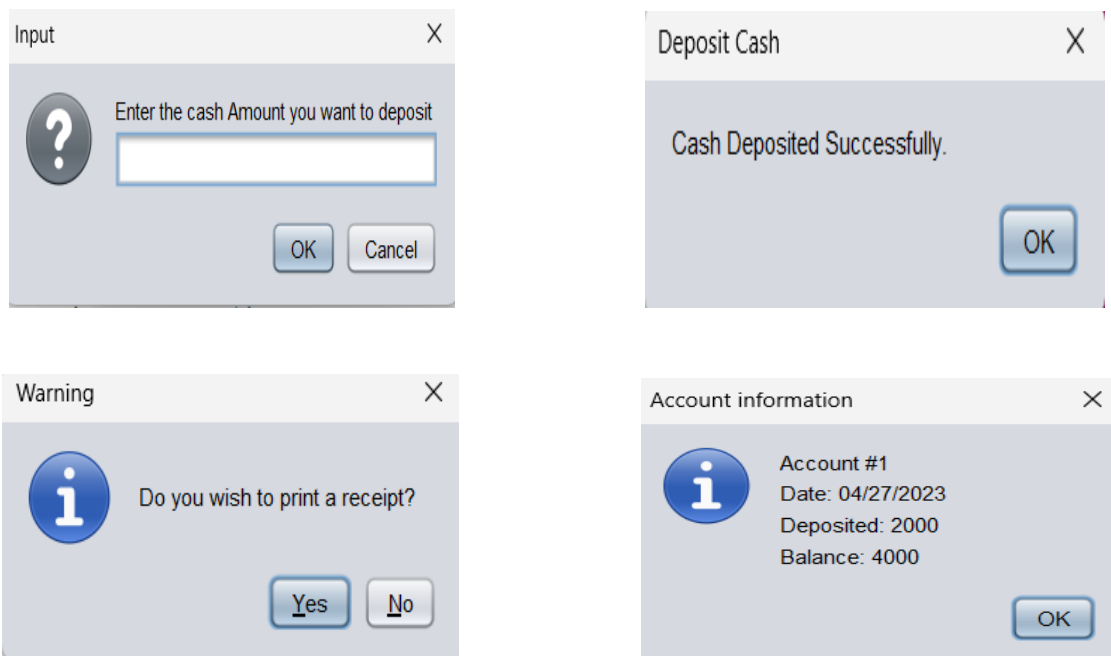 Input
X
Enter the cash Amount you want to deposit
OK
Cancel
Deposit Cash
X
Cash Deposited Successfully.
OK
Warning
Do you wish to print a receipt?
Yes
No
Account information
Account #1
Date: 04/27/2023
Deposited: 2000
Balance: 4000
OK